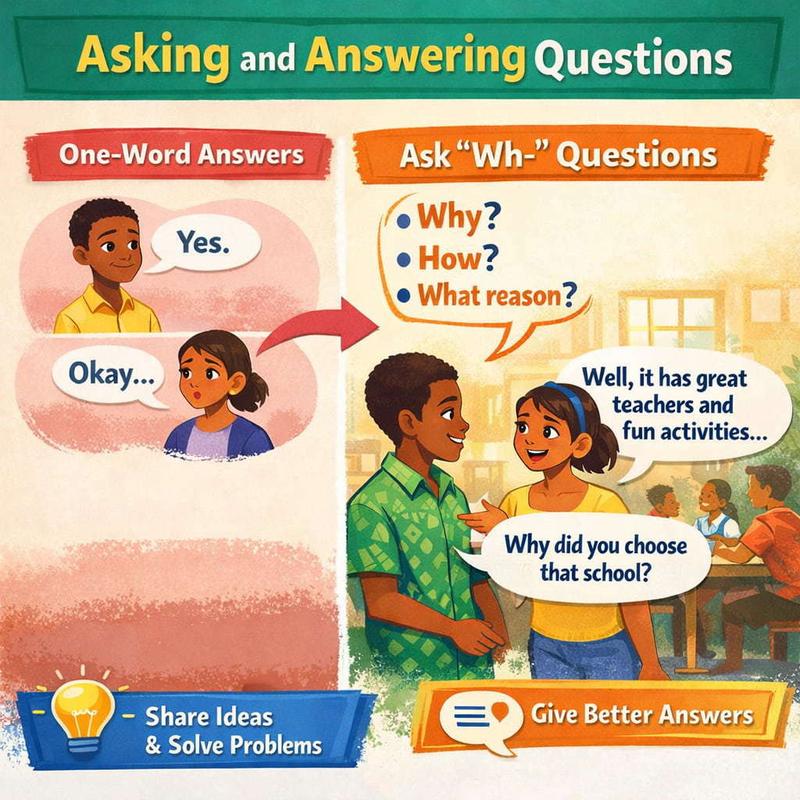 Asking and Answering Questions
One-Word Answers
Yes.
Okay...
Ask “Wh-” Questions
• Why?
• How?
• What reason?
Well, it has great
teachers and
fun activities...
Why did you choose
that school?
Share Ideas
& Solve Problems
Give Better Answers